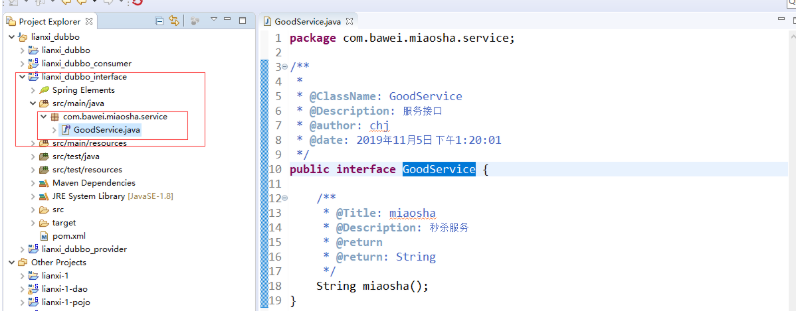 Project Explorer
lianxi_dubbo
lianxi_dubbo
lianxi_dubbo_consumer
lianxi_dubbo_interface
Spring Elements
src/main/java
com.bawei.miaosha.service
GoodService.java
src/main/resources
src/test/java
src/test/resources
Maven Dependencies
JRE System Library [JavaSE-1.8]
src
target
pom.xml
lianxi_dubbo_provider
Other Projects
lianxi-1
lianxi-1-dao
lianxi-1-pojo
GoodService.java
1 package com.bawei.miaosha.service;
2
3 /**
4 *
5 * @ClassName: GoodService
6 * @Description: 服务接口
7 * @author: chj
8 * @date: 2019年11月5日 下午1:20:01
9 */
10 public interface GoodService {
11
12 /**
13 * @Title: miaosha
14 * @Description: 秒杀服务
15 * @return
16 * @return: String
17 */
18 String miaosha();
19 }